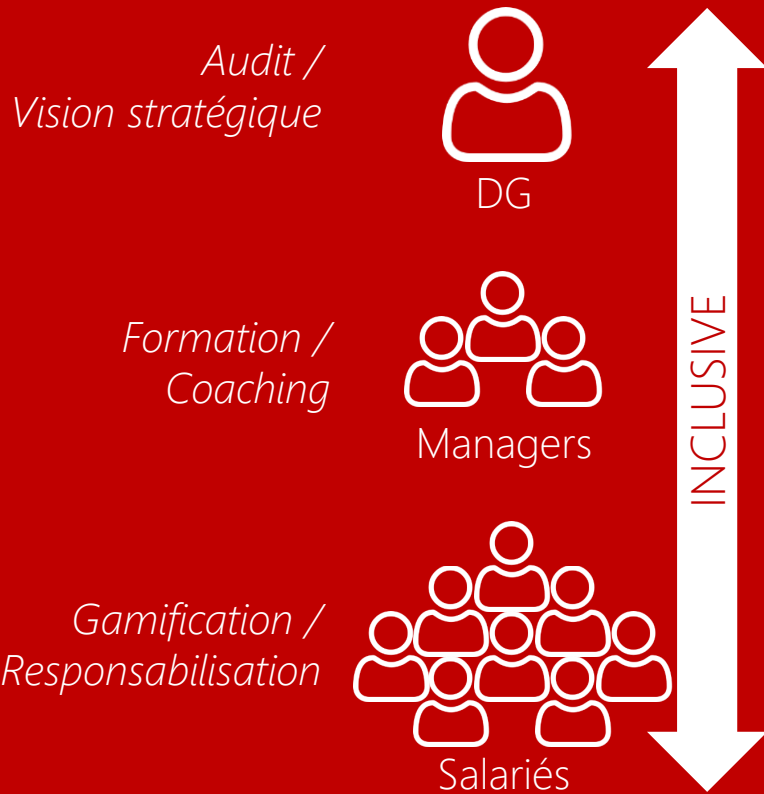 Audit /
Vision stratégique
DG
Formation /
Coaching
Managers
Gamification /
Responsabilisation
Salariés
INCLUSIVE